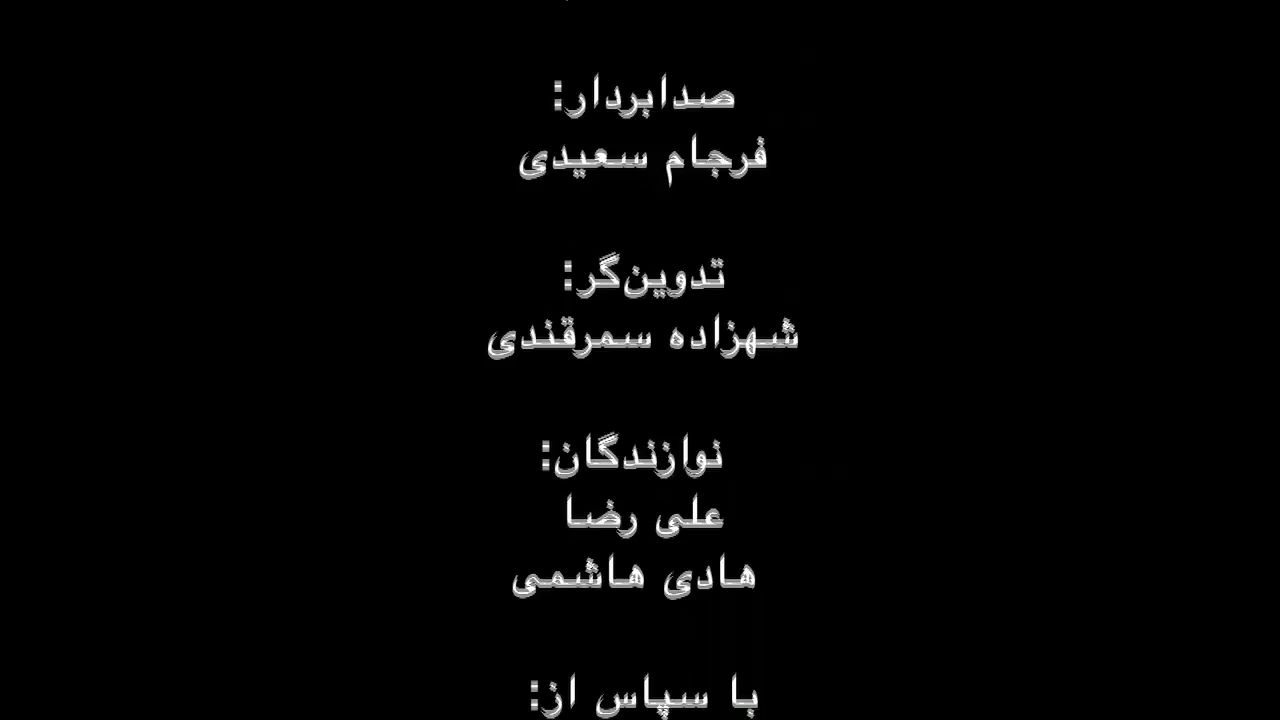 صدابردار:
فرجام سعیدی
تدوین‌گر:
شهزاده سمرقندی
نوازندگان:
علی رضا
هادی هاشمی
با سپاس از: